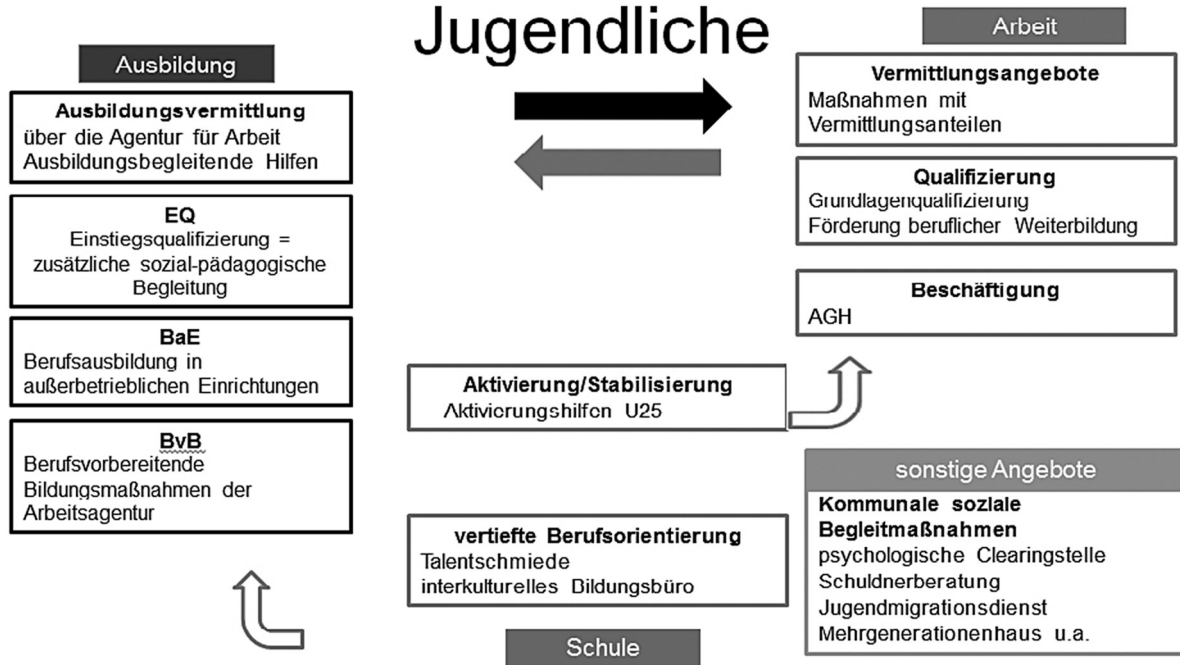 Jugendliche
Ausbildung
Ausbildungsvermittlung
über die Agentur für Arbeit
Ausbildungsbegleitende Hilfen
EQ
Einstiegsqualifizierung =
zusätzliche sozial-pädagogische
Begleitung
BaE
Berufsausbildung in
außerbetrieblichen Einrichtungen
BvB
Berufsvorbereitende
Bildungsmaßnahmen der
Arbeitsagentur
Aktivierung/Stabilisierung
Aktivierungshilfen U25
vertiefte Berufsorientierung
Talentschmiede
interkulturelles Bildungsbüro
Schule
Arbeit
Vermittlungsangebote
Maßnahmen mit
Vermittlungsanteilen
Qualifizierung
Grundlagenqualifizierung
Förderung beruflicher Weiterbildung
Beschäftigung
AGH
sonstige Angebote
Kommunale soziale
Begleitmaßnahmen
psychologische Clearingstelle
Schuldnerberatung
Jugendmigrationsdienst
Mehrgenerationenhaus u.a.